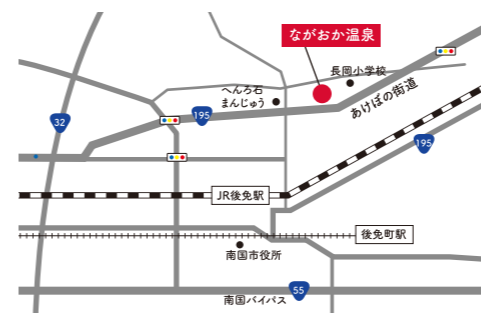 ながおか温泉
長岡小学校
へんろ石
まんじゅう
あけぼの街道
32
195
195
JR後免駅
後免町駅
南国市役所
55
南国バイパス